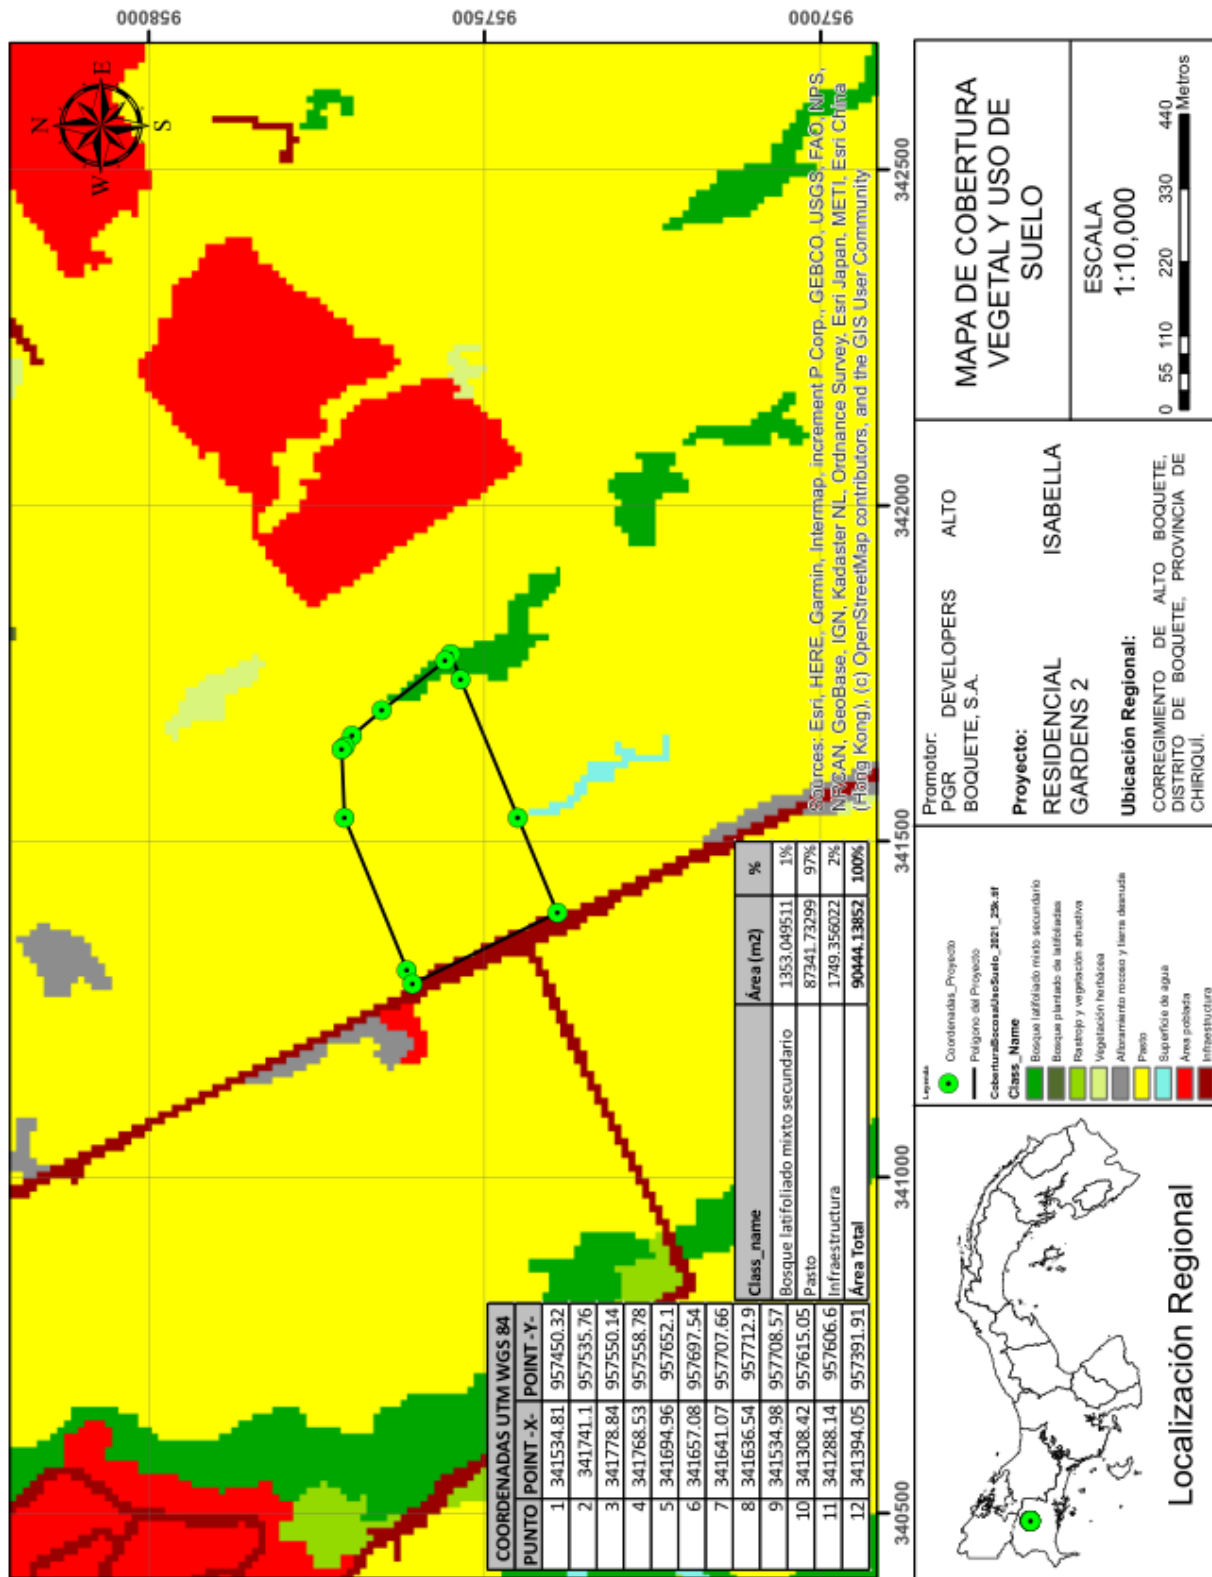 958000
957500
957000
N
W
E
S
Sources: Esri, HERE, Garmin, Intermap, increment P Corp., GEBCO, USGS, FAO, NPS,
NRCAN, GeoBase, IGN, Kadaster NL, Ordnance Survey, Esri Japan, METI, Esri China
(Hong Kong), (c) OpenStreetMap contributors, and the GIS User Community
340500
341000
341500
342000
342500
COORDENADAS UTM WGS 84
PUNTO POINT -X- POINT -Y-
1 341534.81 957450.32
2 341741.1 957535.76
3 341778.84 957550.14
4 341768.53 957558.78
5 341694.96 957652.1
6 341657.08 957697.54
7 341641.07 957707.66
8 341636.54 957712.9
9 341534.98 957708.57
10 341308.42 957615.05
11 341288.14 957606.6
12 341394.05 957391.91
Class_name Área (m2) %
Bosque latifoliado mixto secundario 1353.049511 1%
Pasto 87341.73299 97%
Infraestructura 1749.356022 2%
Área Total 90444.13852 100%
Localización Regional
Leyenda
Coordenadas_Proyecto
Poligono del Proyecto
CoberturaBoscosaUsoSuelo_2021_25k.tif
Class_Name
Bosque latifoliado mixto secundario
Bosque plantado de latifoliadas
Rastrojo y vegetación arbustiva
Vegetación herbácea
Afloramiento rocoso y tierra desnuda
Pasto
Superficie de agua
Área poblada
Infraestructura
Promotor:
PGR DEVELOPERS ALTO
BOQUETE, S.A.
Proyecto:
RESIDENCIAL ISABELLA
GARDENS 2
Ubicación Regional:
CORREGIMIENTO DE ALTO BOQUETE,
DISTRITO DE BOQUETE, PROVINCIA DE
CHIRIQUÍ.
MAPA DE COBERTURA
VEGETAL Y USO DE
SUELO
ESCALA
1:10,000
0 55 110 220 330 440
Metros